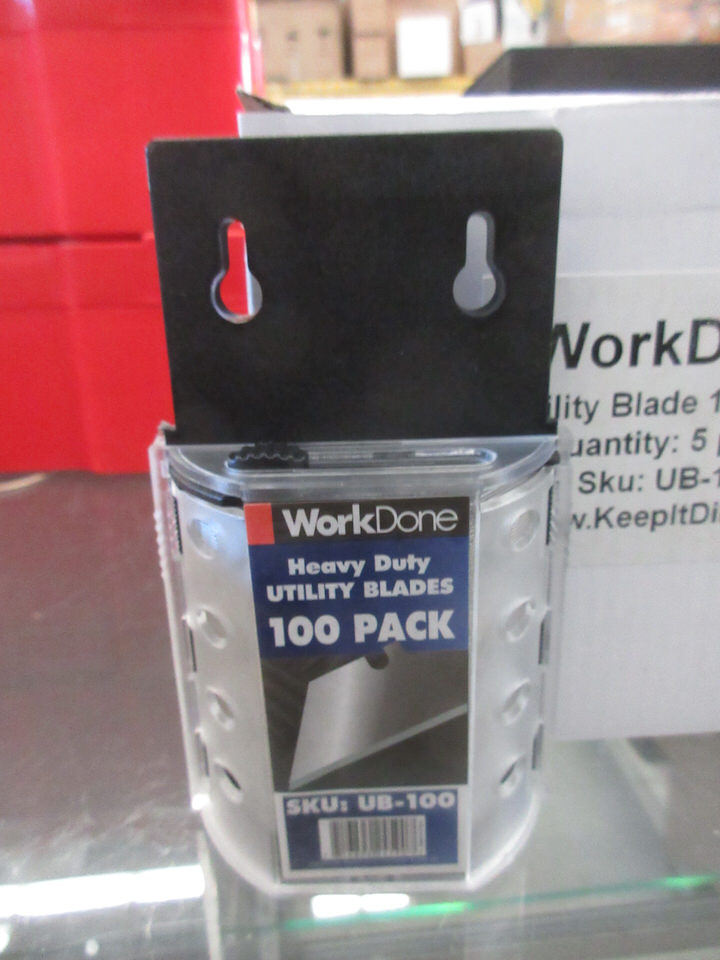 WorkDone
Heavy Duty
UTILITY BLADES
100 PACK
SKU: UB-100
WorkD
ility Blade 1
uantity: 5
Sku: UB-1
w.KeepItDi